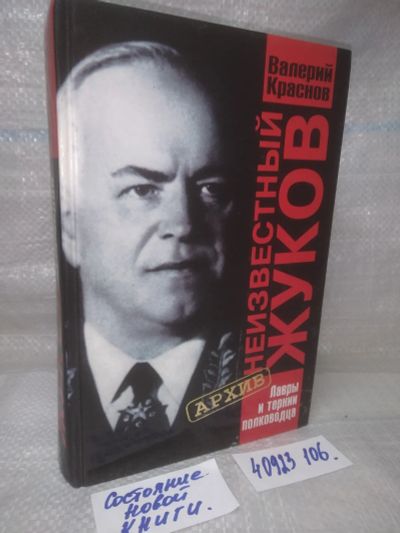 Валерий
Краснов
НЕИЗВЕСТНЫЙ
ЖУКОВ
Лавры
и тернии
полководца
АРХИВ
Состояние
новой
книги.
40923 106.